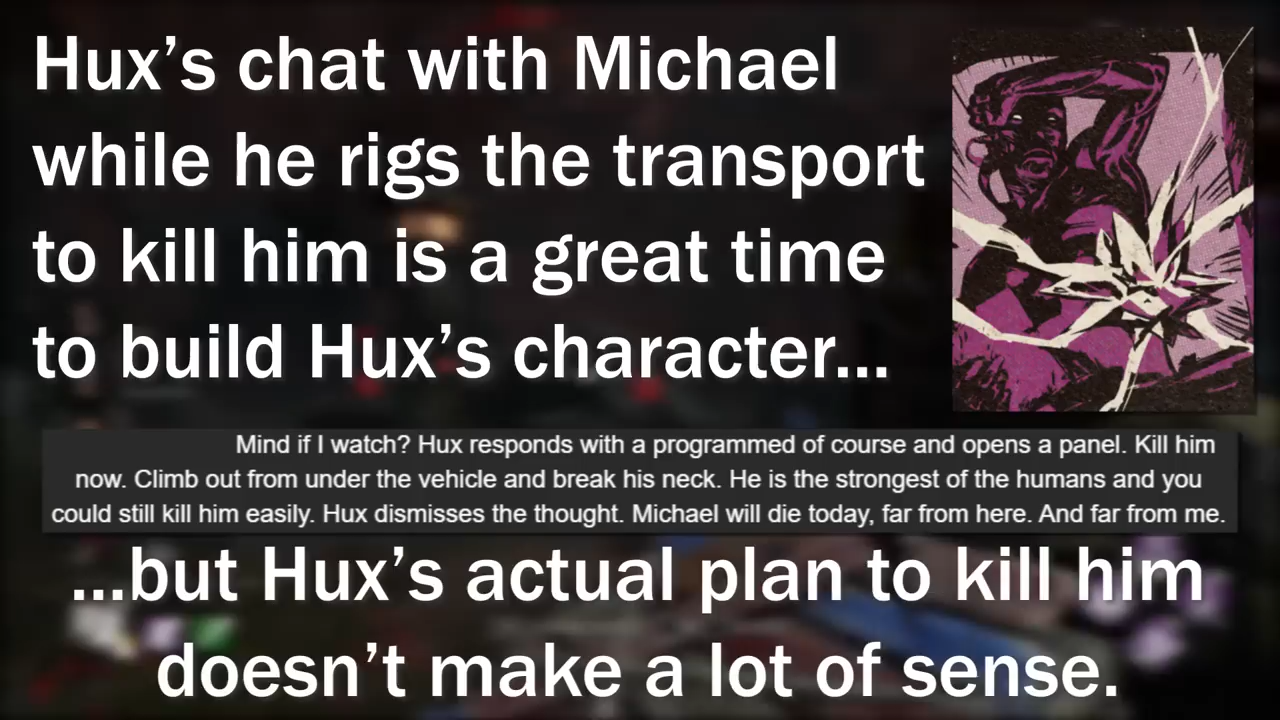 Hux’s chat with Michael
while he rigs the transport
to kill him is a great time
to build Hux’s character...
Mind if I watch? Hux responds with a programmed of course and opens a panel. Kill him
now. Climb out from under the vehicle and break his neck. He is the strongest of the humans and you
could still kill him easily. Hux dismisses the thought. Michael will die today, far from here. And far from me.
...but Hux’s actual plan to kill him
doesn’t make a lot of sense.